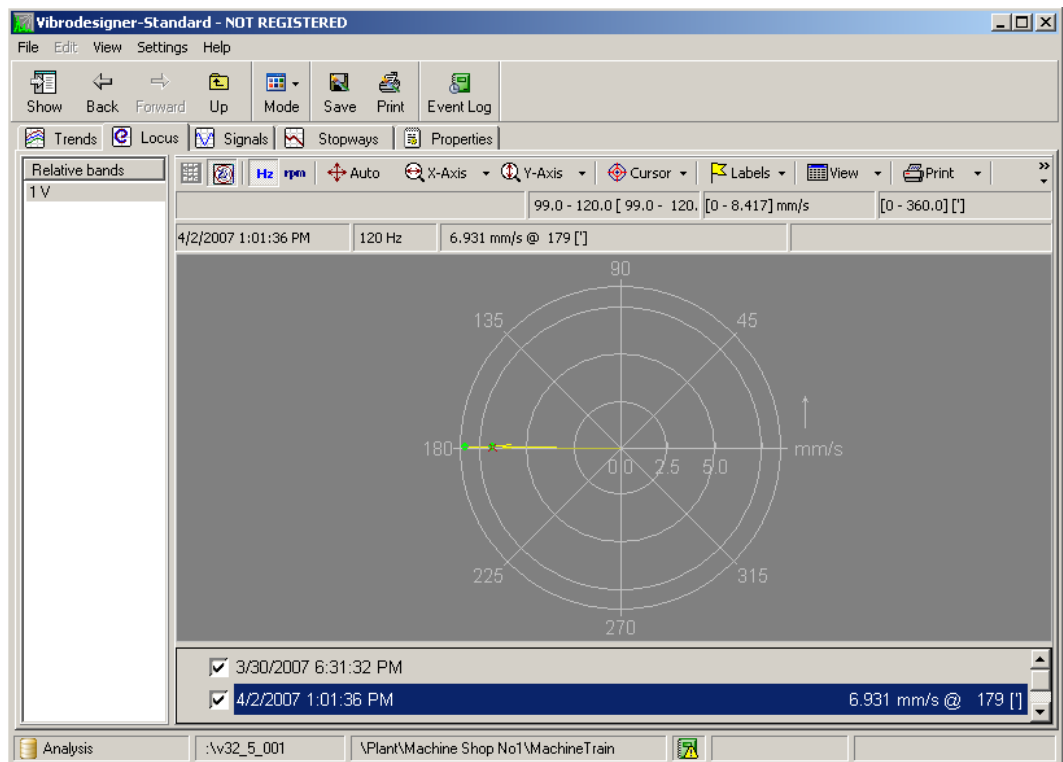 Vibrodesigner-Standard - NOT REGISTERED
File Edit View Settings Help
Show Back Forward Up Mode Save Print Event Log
Trends Locus Signals Stopways Properties
Relative bands
1 V
Hz rpm Auto X-Axis Y-Axis Cursor Labels View Print »
99.0 - 120.0 [ 99.0 - 120. [0 - 8.417] mm/s [0 - 360.0] [']
4/2/2007 1:01:36 PM 120 Hz 6.931 mm/s @ 179 [']
90
135 45
180 mm/s
0.0 2.5 5.0
225 315
270
3/30/2007 6:31:32 PM
4/2/2007 1:01:36 PM 6.931 mm/s @ 179 [']
Analysis :\v32_5_001 \Plant\Machine Shop No1\MachineTrain